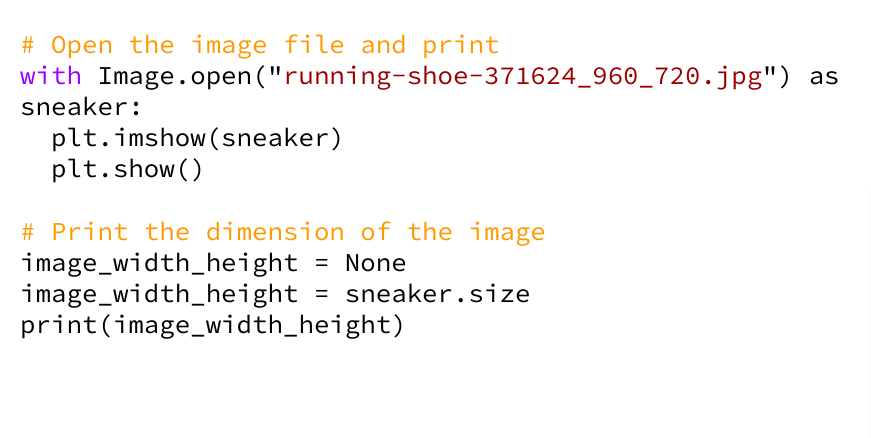 # Open the image file and print
with Image.open("running-shoe-371624_960_720.jpg") as
sneaker:
  plt.imshow(sneaker)
  plt.show()

# Print the dimension of the image
image_width_height = None
image_width_height = sneaker.size
print(image_width_height)